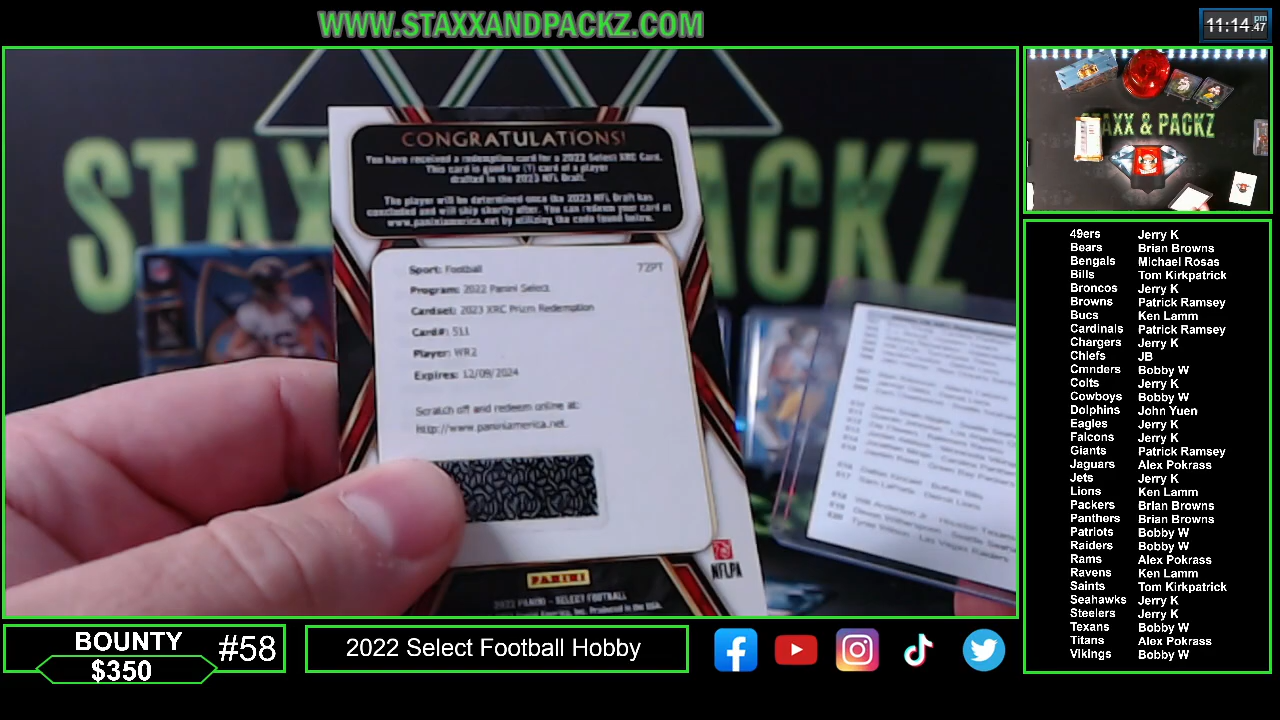 WWW.STAXXANDPACKZ.COM
11:14 pm .47
STAXX & PACKZ
CONGRATULATIONS!
You have received a redemption card for a 2022 Select XRC Card.
This card is good for (1) card of a player
drafted in the 2023 NFL Draft.
The player will be determined once the 2023 NFL Draft has
concluded and will ship shortly after. You can redeem your card at
www.paniniamerica.net by utilizing the code found below.
Sport: Football
72PT
Program: 2022 Panini Select
Cardset: 2023 XRC Prizm Redemption
Card#: 511
Player: WR2
Expires: 12/09/2024
Scratch off and redeem online at:
http://www.paniniamerica.net.
PANINI
NFLPA
2022 PANINI - SELECT FOOTBALL
49ers Jerry K
Bears Brian Browns
Bengals Michael Rosas
Bills Tom Kirkpatrick
Broncos Jerry K
Browns Patrick Ramsey
Bucs Ken Lamm
Cardinals Patrick Ramsey
Chargers Jerry K
Chiefs JB
Cmnders Bobby W
Colts Jerry K
Cowboys Bobby W
Dolphins John Yuen
Eagles Jerry K
Falcons Jerry K
Giants Patrick Ramsey
Jaguars Alex Pokrass
Jets Jerry K
Lions Ken Lamm
Packers Brian Browns
Panthers Brian Browns
Patriots Bobby W
Raiders Bobby W
Rams Alex Pokrass
Ravens Ken Lamm
Saints Tom Kirkpatrick
Seahawks Jerry K
Steelers Jerry K
Texans Bobby W
Titans Alex Pokrass
Vikings Bobby W
BOUNTY
$350
#58
2022 Select Football Hobby